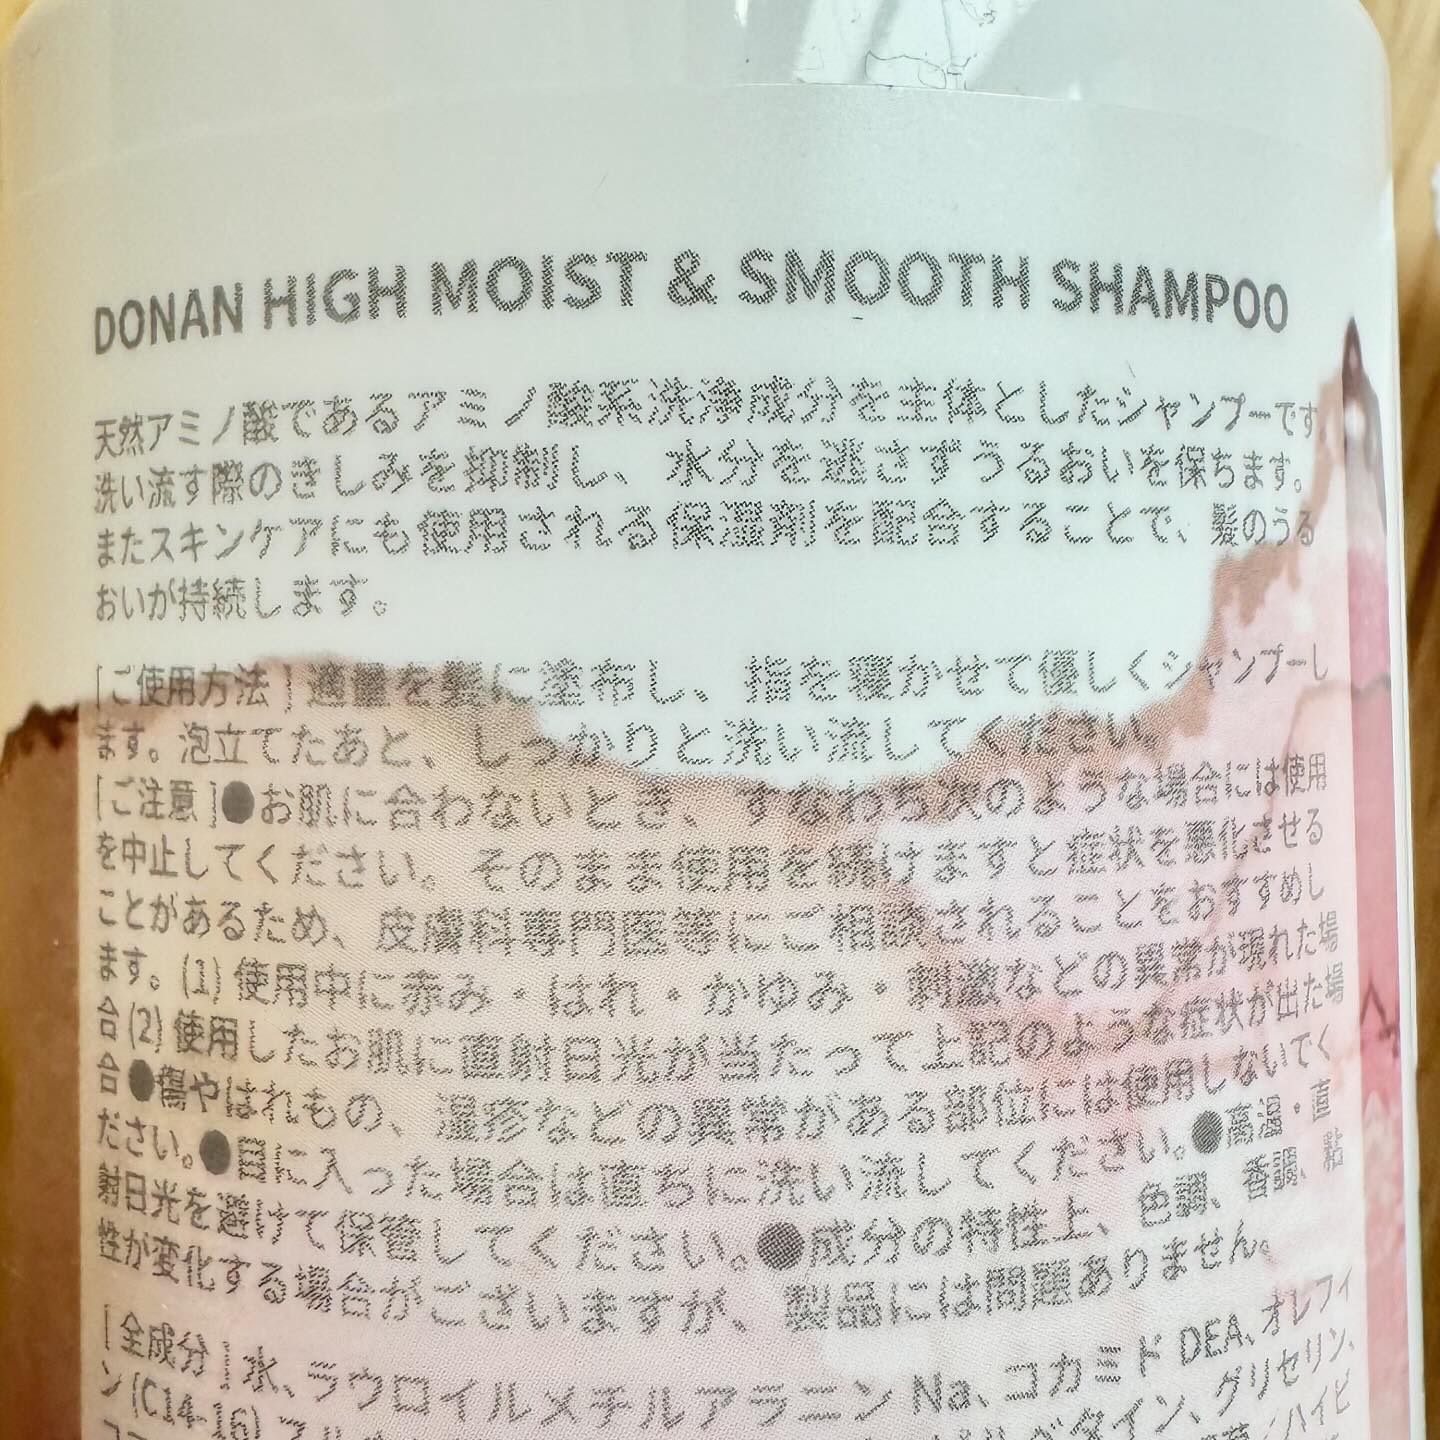 DONAN HIGH MOIST & SMOOTH SHAMPOO
天然アミノ酸であるアミノ酸系洗浄成分を主体としたシャンプーです。
洗い流す際のきしみを抑制し、水分を逃さずうるおいを保ちます。
またスキンケアにも使用される保湿剤を配合することで、髪のうる
おいが持続します。
[ご使用方法] 適量を髪に塗布し、指を寝かせて優しくシャンプーし
ます。泡立てたあと、しっかりと洗い流してください。
[ご注意]●お肌に合わないとき、すなわち次のような場合には使用
を中止してください。そのまま使用を続けますと症状を悪化させる
ことがあるため、皮膚科専門医等にご相談されることをおすすめし
ます。(1) 使用中に赤み・はれ・かゆみ・刺激などの異常が現れた場
合 (2) 使用したお肌に直射日光が当たって上記のような症状が出た場
合●傷やはれもの、湿疹などの異常がある部位には使用しないでく
ださい。●目に入った場合は直ちに洗い流してください。●高温・直
射日光を避けて保管してください。●成分の特性上、色調、香調、粘
性が変化する場合がございますが、製品には問題ありません。
[全成分]水、ラウロイルメチルアラニン Na、コカミド DEA、オレフィ
ン (C14-16) タイン、グリセリン、